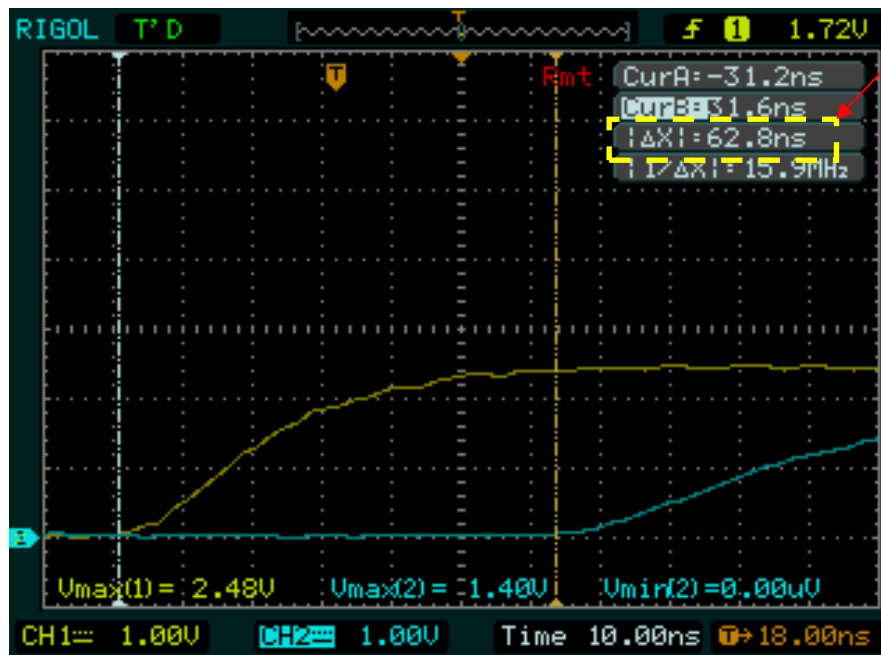 RIGOL T'D T f 1 1.72V
T Rmt CurA=-31.2ns
CurB=31.6ns
|ΔX|=62.8ns
|1/ΔX|=15.9MHz
2
Vmax(1)= 2.48V Vmax(2)= 1.40V Vmin(2)=0.00uV
CH1 1.00V CH2 1.00V Time 10.00ns T→18.00ns